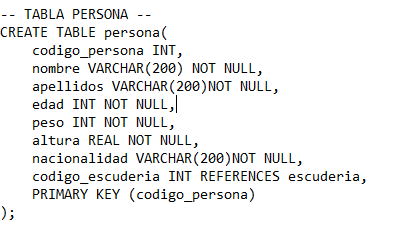 -- TABLA PERSONA --
CREATE TABLE persona(
    codigo_persona INT,
    nombre VARCHAR(200) NOT NULL,
    apellidos VARCHAR(200)NOT NULL,
    edad INT NOT NULL,
    peso INT NOT NULL,
    altura REAL NOT NULL,
    nacionalidad VARCHAR(200)NOT NULL,
    codigo_escuderia INT REFERENCES escuderia,
    PRIMARY KEY (codigo_persona)
);